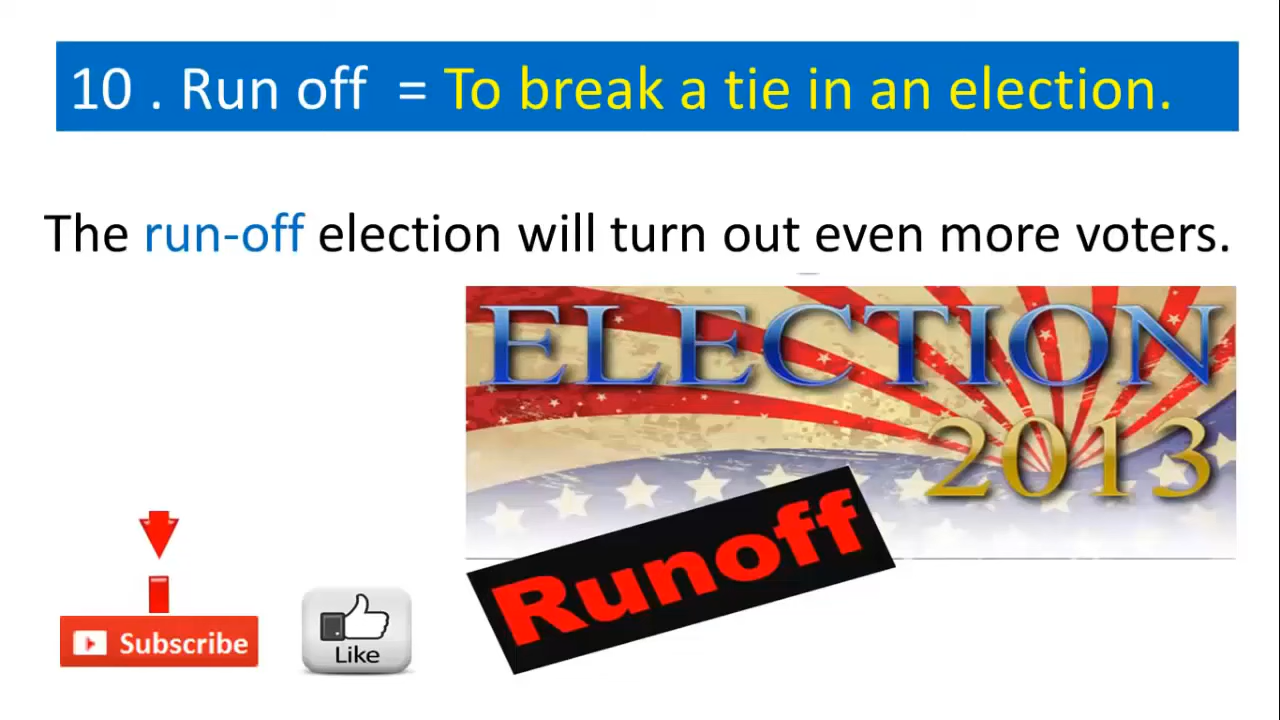 10 . Run off = To break a tie in an election.
The run-off election will turn out even more voters.
ELECTION
2013
Runoff
Subscribe
Like